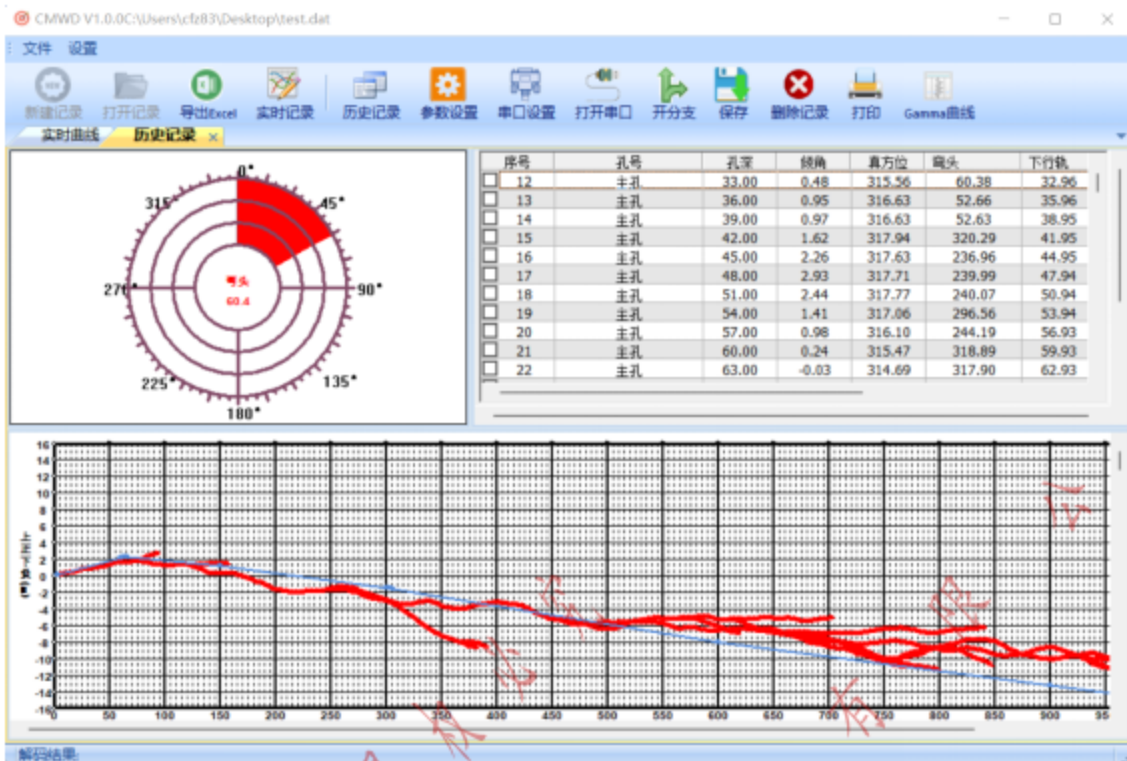 CMWD V1.0.0C:\Users\cfz83\Desktop\test.dat
文件 设置
新建记录 打开记录 导出Excel 实时记录 历史记录 参数设置 串口设置 打开串口 开分支 保存 删除记录 打印 Gamma曲线
实时曲线 历史记录
0°
45°
90°
135°
180°
225°
270
315
弯头
60.4
序号 孔号 孔深 倾角 真方位 弯头 下行轨
12 主孔 33.00 0.48 315.56 60.38 32.96
13 主孔 36.00 0.95 316.63 52.66 35.96
14 主孔 39.00 0.97 316.63 52.63 38.95
15 主孔 42.00 1.62 317.94 320.29 41.95
16 主孔 45.00 2.26 317.63 236.96 44.95
17 主孔 48.00 2.93 317.71 239.99 47.94
18 主孔 51.00 2.44 317.77 240.07 50.94
19 主孔 54.00 1.41 317.06 296.56 53.94
20 主孔 57.00 0.98 316.10 244.19 56.93
21 主孔 60.00 0.24 315.47 318.89 59.93
22 主孔 63.00 -0.03 314.69 317.90 62.93
16
14
12
10
8
6
4
2
0
-2
-4
-6
-8
-10
-12
-14
-16
0 50 100 150 200 250 300 350 400 450 500 550 600 650 700 750 800 850 900 95
解码结果: